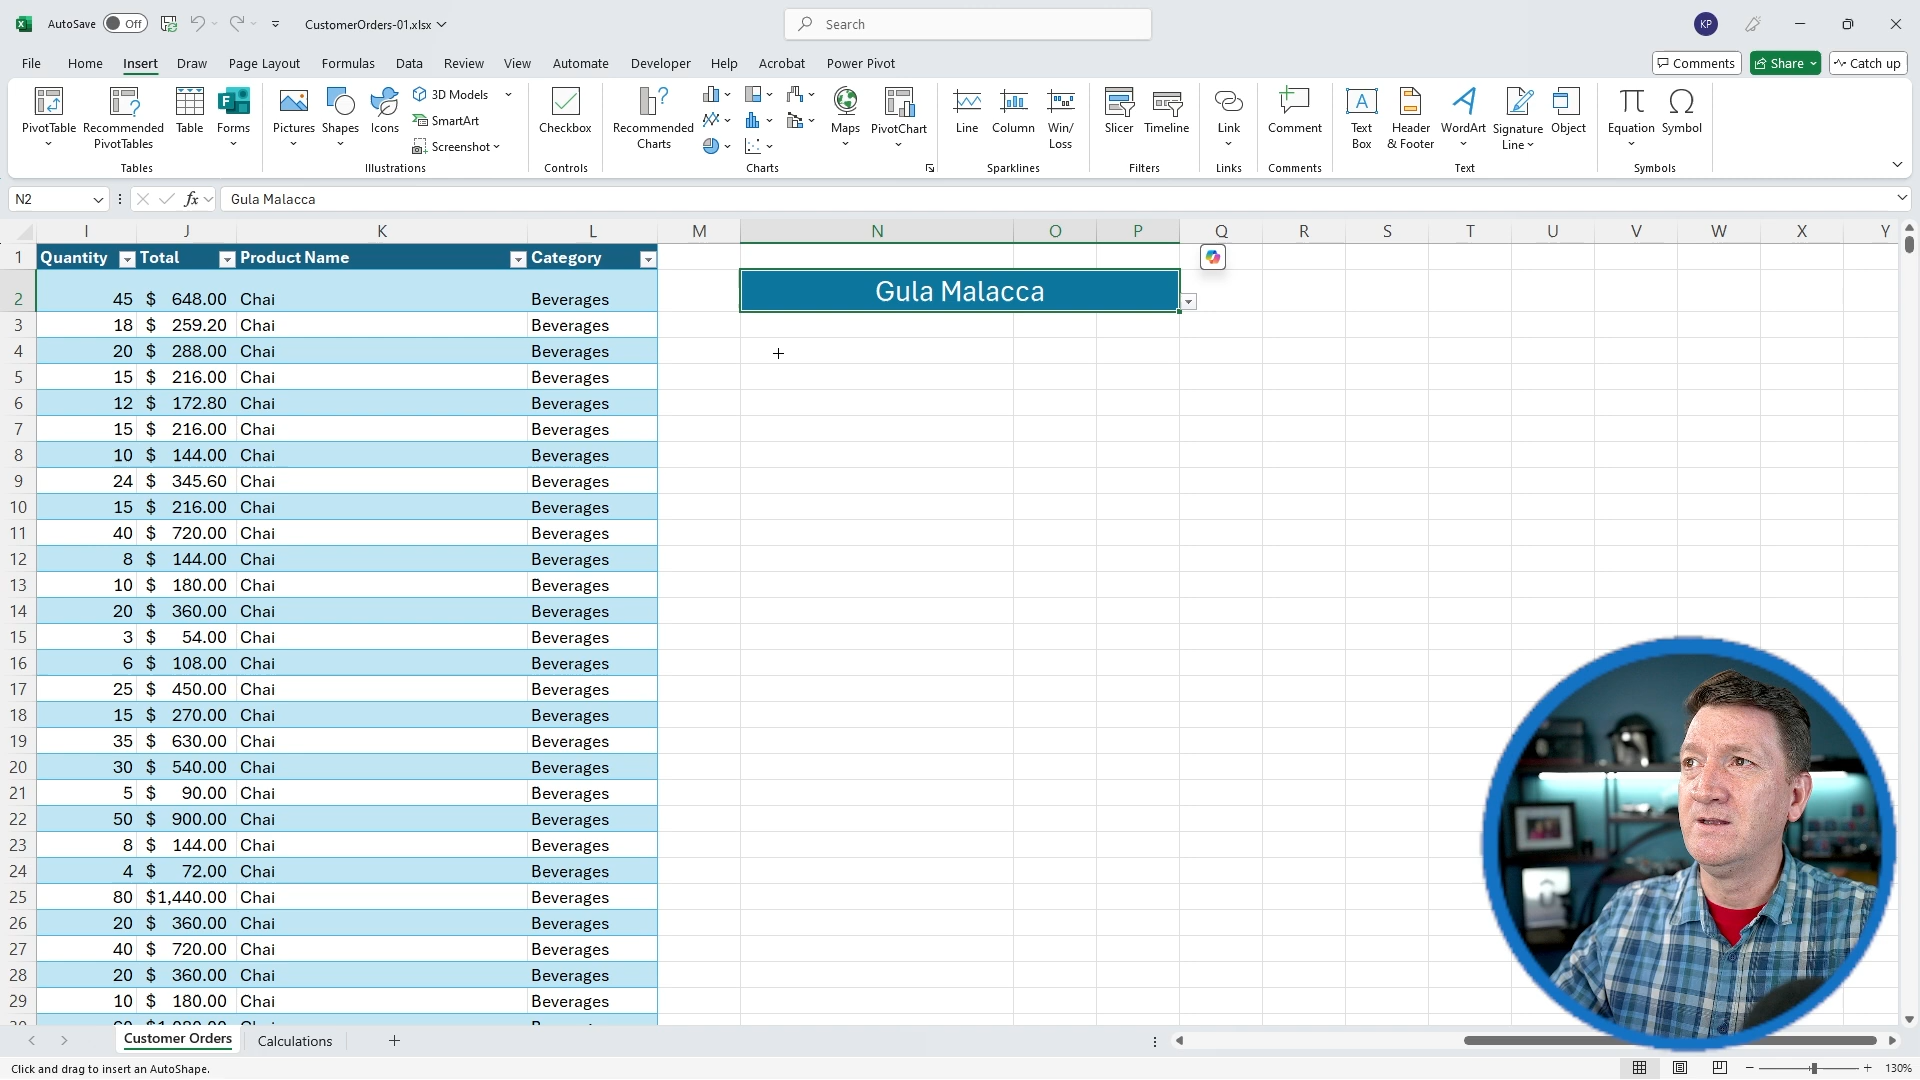 AutoSave Off CustomerOrders-01.xlsx Search KP
File Home Insert Draw Page Layout Formulas Data Review View Automate Developer Help Acrobat Power Pivot Comments Share Catch up
PivotTable Recommended PivotTables Table Forms
Tables
Pictures Shapes Icons 3D Models SmartArt Screenshot
Illustrations
Checkbox
Controls
Recommended Charts Maps PivotChart
Charts
Line Column Win/ Loss
Sparklines
Slicer Timeline
Filters
Link
Links
Comment
Comments
Text Box Header & Footer WordArt Signature Line Object
Text
Equation Symbol
Symbols
N2 fx Gula Malacca
I J K L M N O P Q R S T U V W X Y
1 Quantity Total Product Name Category
2 45 $ 648.00 Chai Beverages Gula Malacca
3 18 $ 259.20 Chai Beverages
4 20 $ 288.00 Chai Beverages
5 15 $ 216.00 Chai Beverages
6 12 $ 172.80 Chai Beverages
7 15 $ 216.00 Chai Beverages
8 10 $ 144.00 Chai Beverages
9 24 $ 345.60 Chai Beverages
10 15 $ 216.00 Chai Beverages
11 40 $ 720.00 Chai Beverages
12 8 $ 144.00 Chai Beverages
13 10 $ 180.00 Chai Beverages
14 20 $ 360.00 Chai Beverages
15 3 $ 54.00 Chai Beverages
16 6 $ 108.00 Chai Beverages
17 25 $ 450.00 Chai Beverages
18 15 $ 270.00 Chai Beverages
19 35 $ 630.00 Chai Beverages
20 30 $ 540.00 Chai Beverages
21 5 $ 90.00 Chai Beverages
22 50 $ 900.00 Chai Beverages
23 8 $ 144.00 Chai Beverages
24 4 $ 72.00 Chai Beverages
25 80 $1,440.00 Chai Beverages
26 20 $ 360.00 Chai Beverages
27 40 $ 720.00 Chai Beverages
28 20 $ 360.00 Chai Beverages
29 10 $ 180.00 Chai Beverages
Customer Orders Calculations
Click and drag to insert an AutoShape. 130%